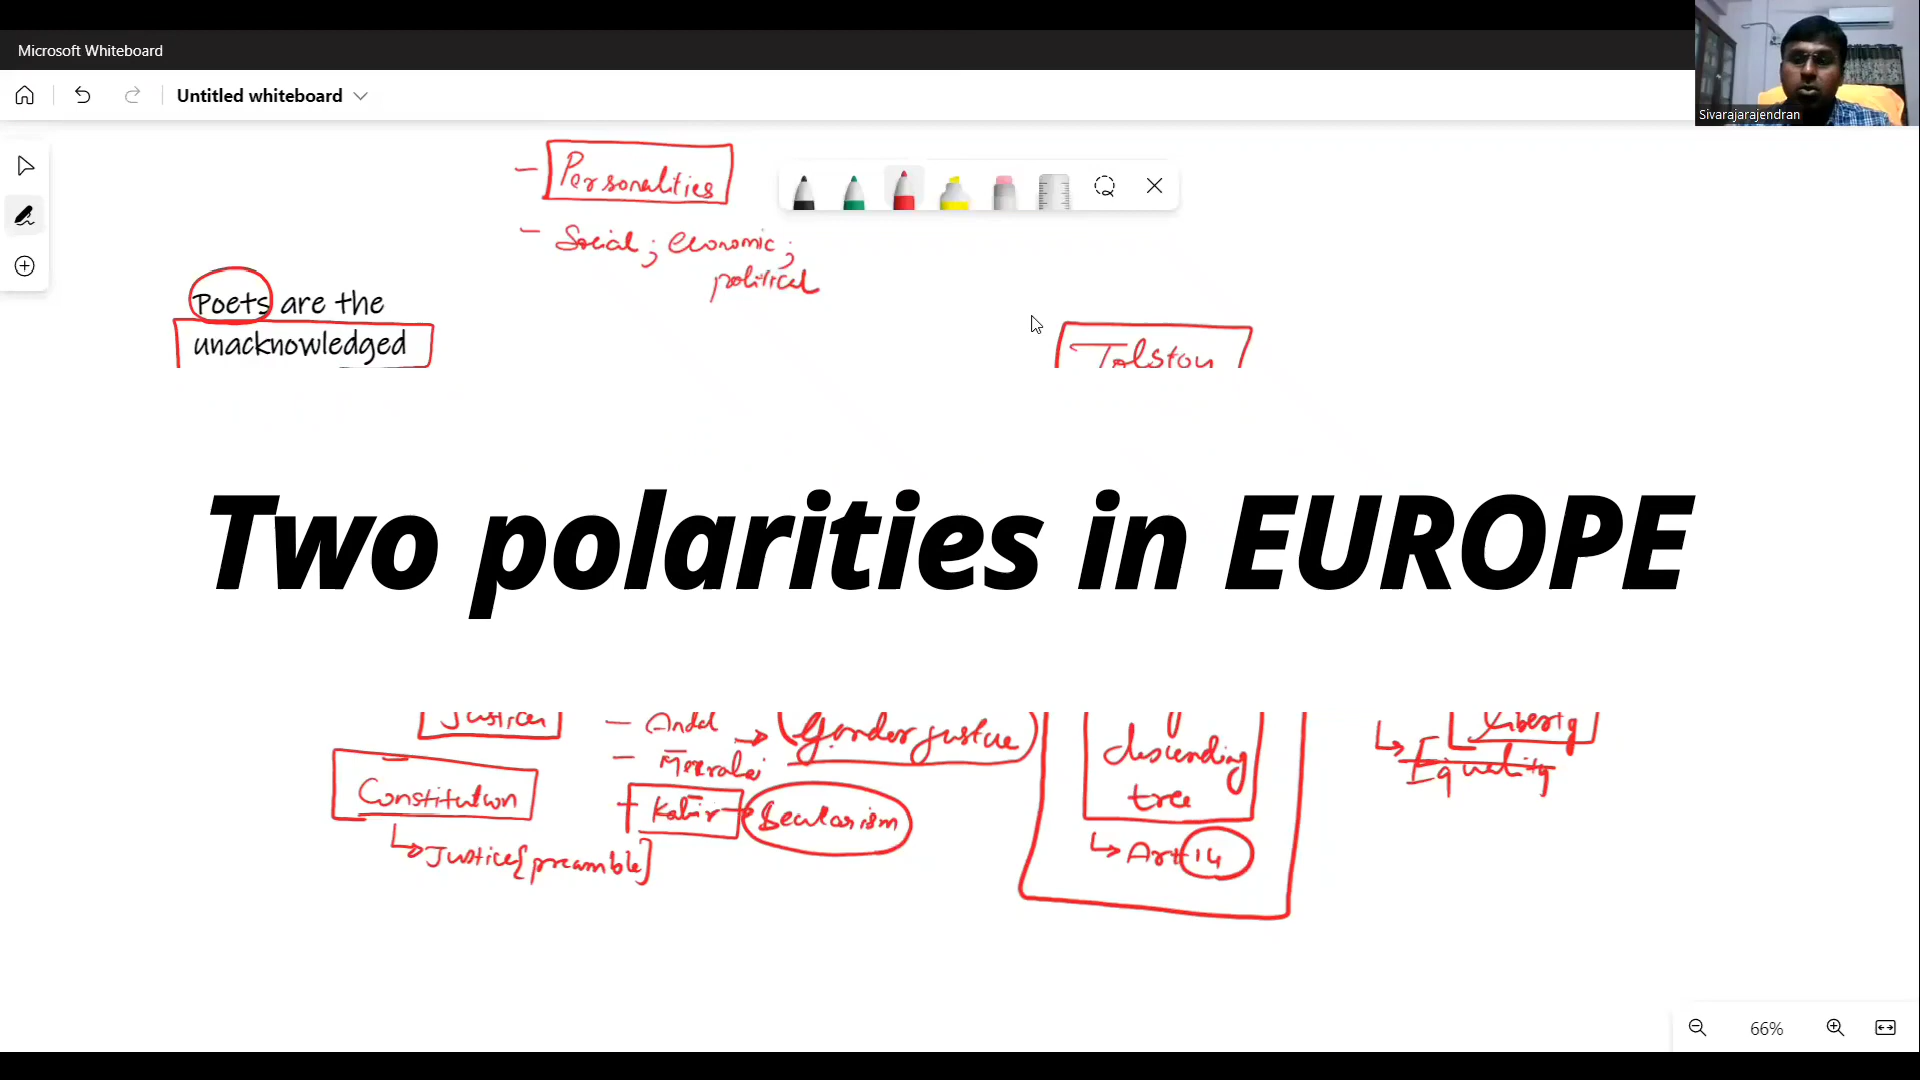 Microsoft Whiteboard
Untitled whiteboard
Sivarajarajendran
- Personalities
- Social; economic;
political
Poets are the
unacknowledged
Tolstoy
Two polarities in EUROPE
Justice
- Andal
→ (Gender justice)
-
Constitution
Kabir → Secularism
↳ Justice [preamble]
y
descending
tree
↳ Art 14
Liberty
↳ Equality
66%